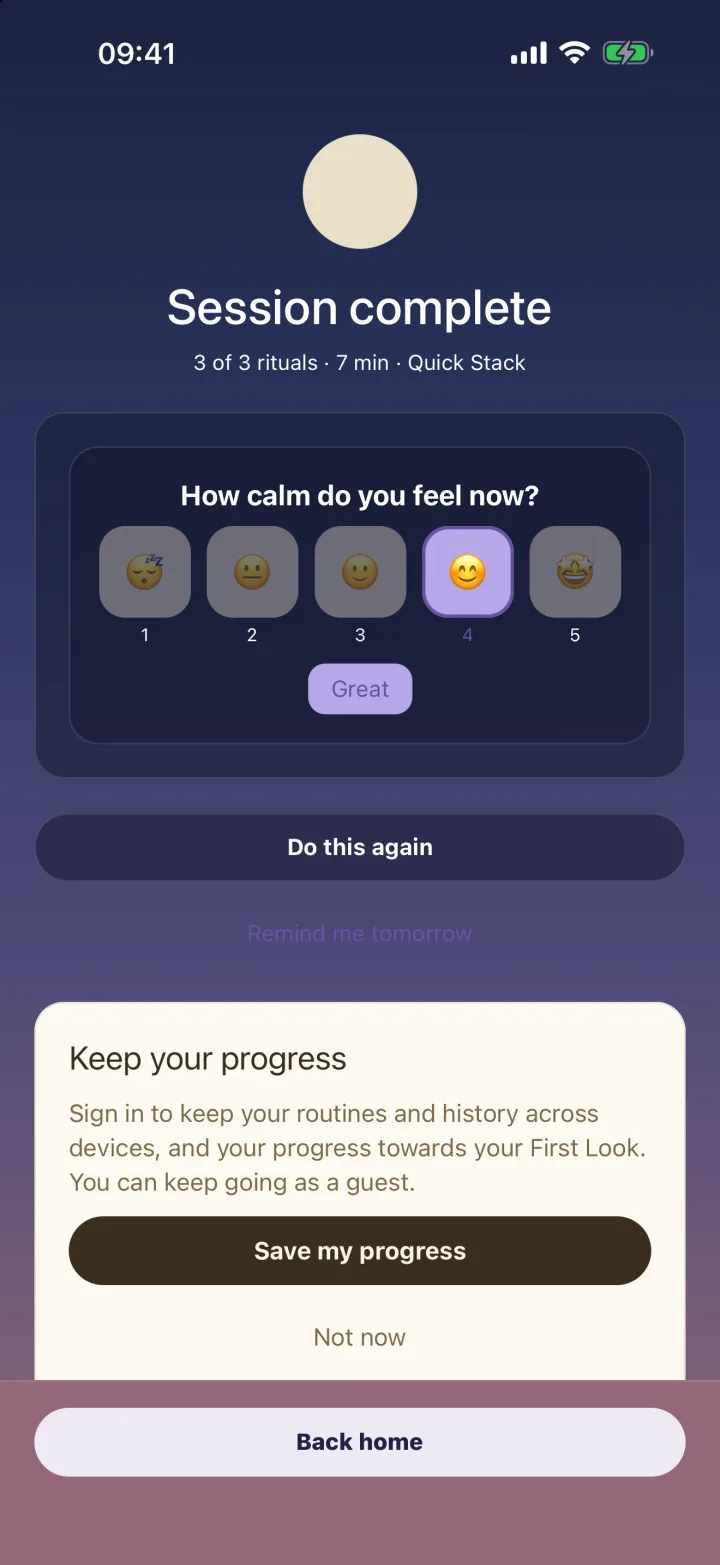 09:41
Session complete
3 of 3 rituals · 7 min · Quick Stack
How calm do you feel now?
1 2 3 4 5
Great
Do this again
Remind me tomorrow
Keep your progress
Sign in to keep your routines and history across
devices, and your progress towards your First Look.
You can keep going as a guest.
Save my progress
Not now
Back home